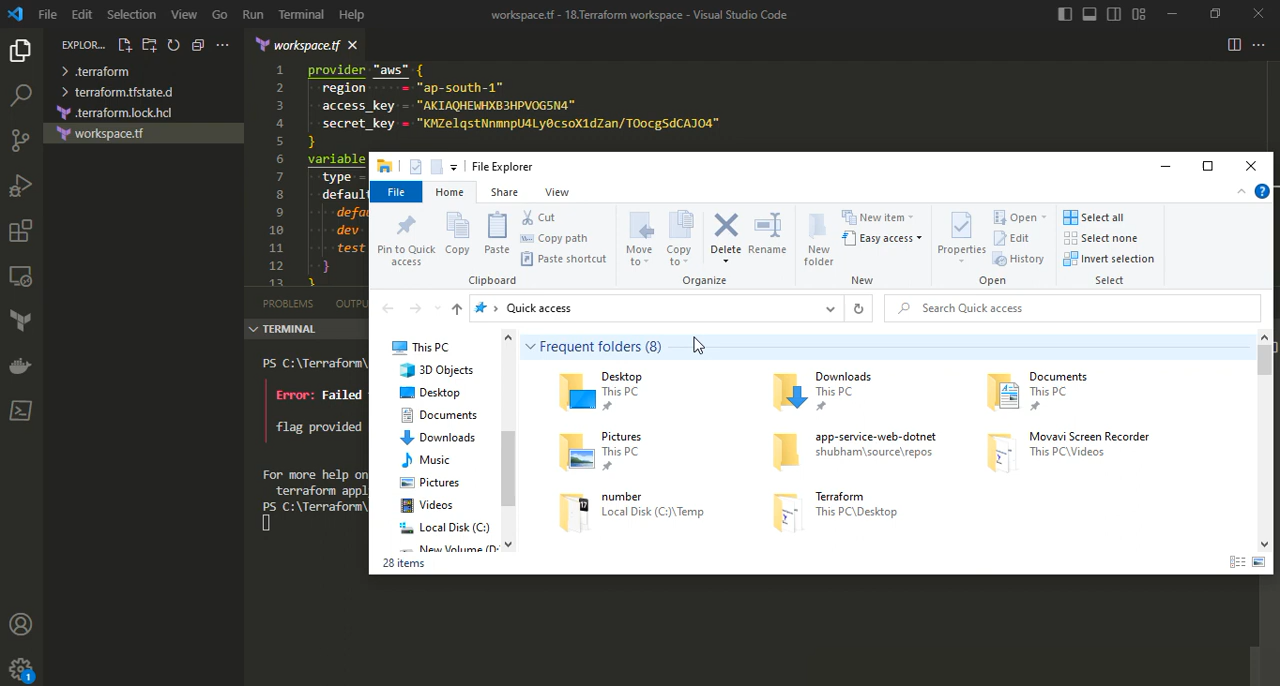 File Edit Selection View Go Run Terminal Help
workspace.tf - 18.Terraform workspace - Visual Studio Code
EXPLOR...
.terraform
terraform.tfstate.d
.terraform.lock.hcl
workspace.tf
workspace.tf
1 provider "aws" {
2 region = "ap-south-1"
3 access_key =
4 secret_key =
5 }
6 variable
7 type =
8 default
9 defau
10 dev
11 test
12 }
13 }
PROBLEMS OUTPU
TERMINAL
PS C:\Terraform\
Error: Failed
flag provided
For more help on
terraform appl
PS C:\Terraform\
1
File Explorer
File Home Share View
Pin to Quick access
Copy
Paste
Cut
Copy path
Paste shortcut
Clipboard
Move to
Copy to
Delete
Rename
Organize
New folder
New item
Easy access
New
Properties
Open
Edit
History
Open
Select all
Select none
Invert selection
Select
Quick access
Search Quick access
This PC
3D Objects
Desktop
Documents
Downloads
Music
Pictures
Videos
Local Disk (C:)
New Volume (D:
Frequent folders (8)
Desktop
This PC
Downloads
This PC
Documents
This PC
Pictures
This PC
app-service-web-dotnet
shubham\source\repos
Movavi Screen Recorder
This PC\Videos
number
Local Disk (C:)\Temp
Terraform
This PC\Desktop
28 items